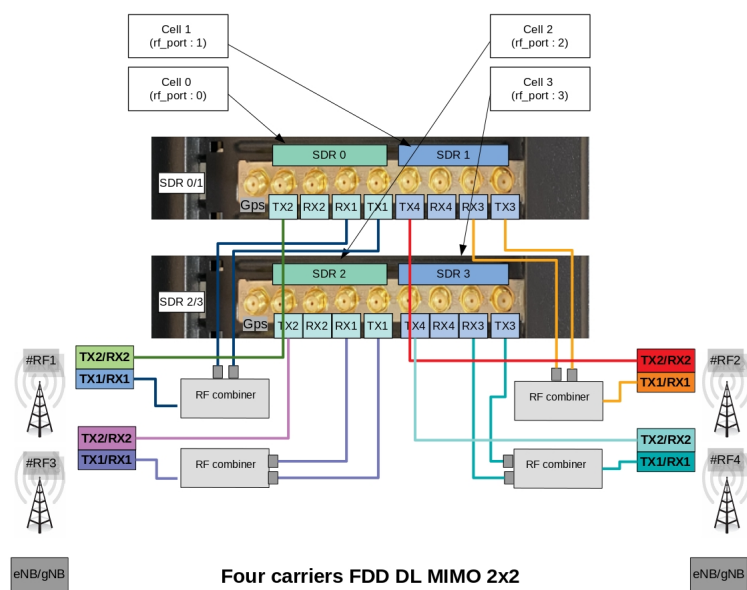 Cell 1
(rf_port : 1)
Cell 2
(rf_port : 2)
Cell 0
(rf_port : 0)
Cell 3
(rf_port : 3)
SDR 0
SDR 1
SDR 0/1
Gps
TX2
RX2
RX1
TX1
TX4
RX4
RX3
TX3
SDR 2
SDR 3
SDR 2/3
Gps
TX2
RX2
RX1
TX1
TX4
RX4
RX3
TX3
#RF1
TX2/RX2
TX1/RX1
RF combiner
TX2/RX2
TX1/RX1
#RF2
RF combiner
#RF3
TX2/RX2
TX1/RX1
RF combiner
RF combiner
TX2/RX2
TX1/RX1
#RF4
eNB/gNB
Four carriers FDD DL MIMO 2x2
eNB/gNB